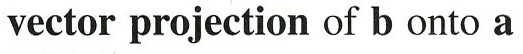 vector projection of b onto a